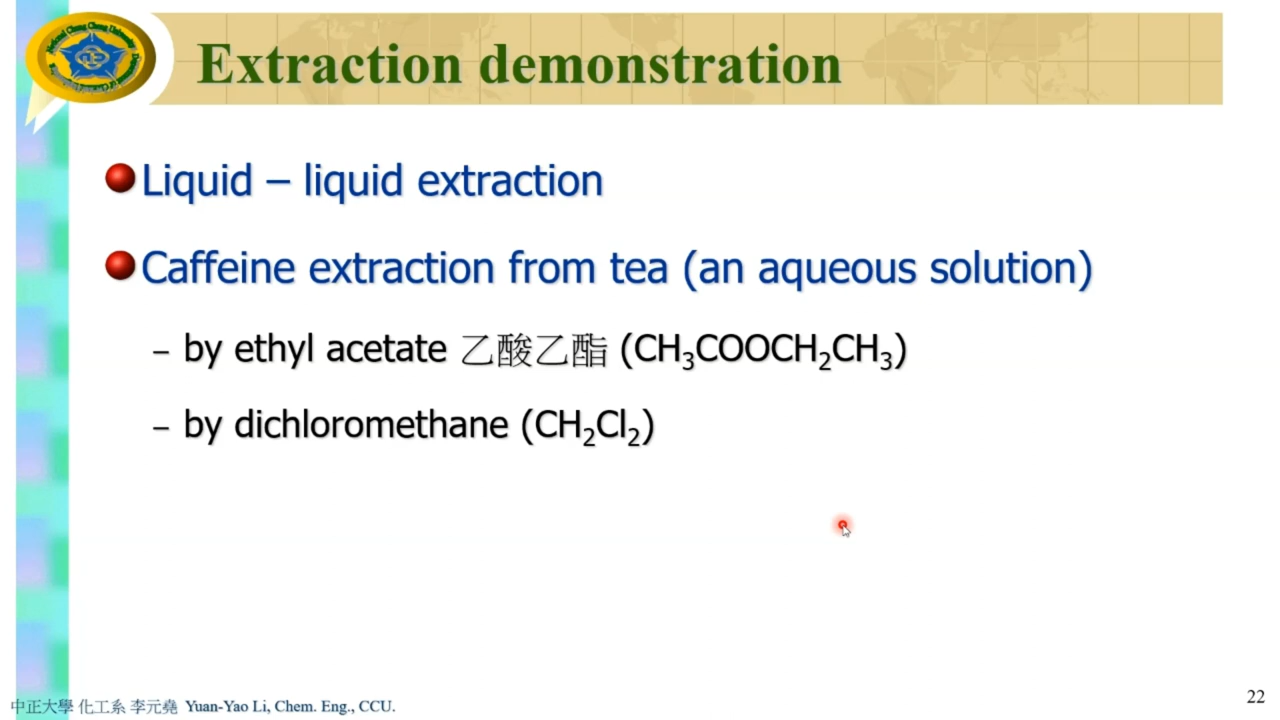 Extraction demonstration
Liquid – liquid extraction
Caffeine extraction from tea (an aqueous solution)
– by ethyl acetate 乙酸乙酯 (CH₃COOCH₂CH₃)
– by dichloromethane (CH₂Cl₂)
中正大學 化工系 李元堯 Yuan-Yao Li, Chem. Eng., CCU.
22